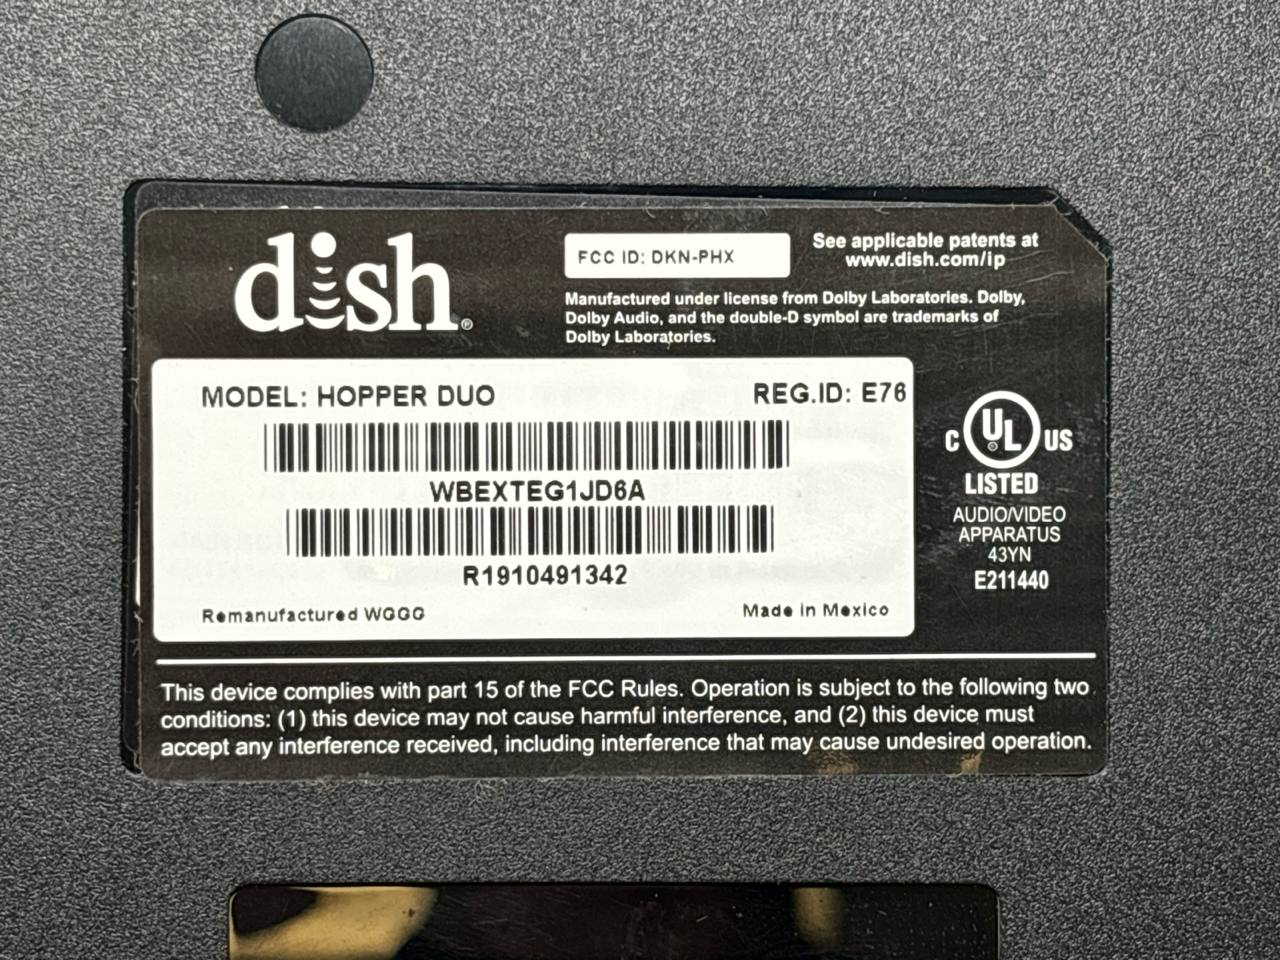 dish®
FCC ID: DKN-PHX
See applicable patents at
www.dish.com/ip
Manufactured under license from Dolby Laboratories. Dolby,
Dolby Audio, and the double-D symbol are trademarks of
Dolby Laboratories.
MODEL: HOPPER DUO
REG.ID: E76
WBEXTEG1JD6A
R1910491342
Remanufactured WGGG
Made in Mexico
C UL US
LISTED
AUDIO/VIDEO
APPARATUS
43YN
E211440
This device complies with part 15 of the FCC Rules. Operation is subject to the following two
conditions: (1) this device may not cause harmful interference, and (2) this device must
accept any interference received, including interference that may cause undesired operation.